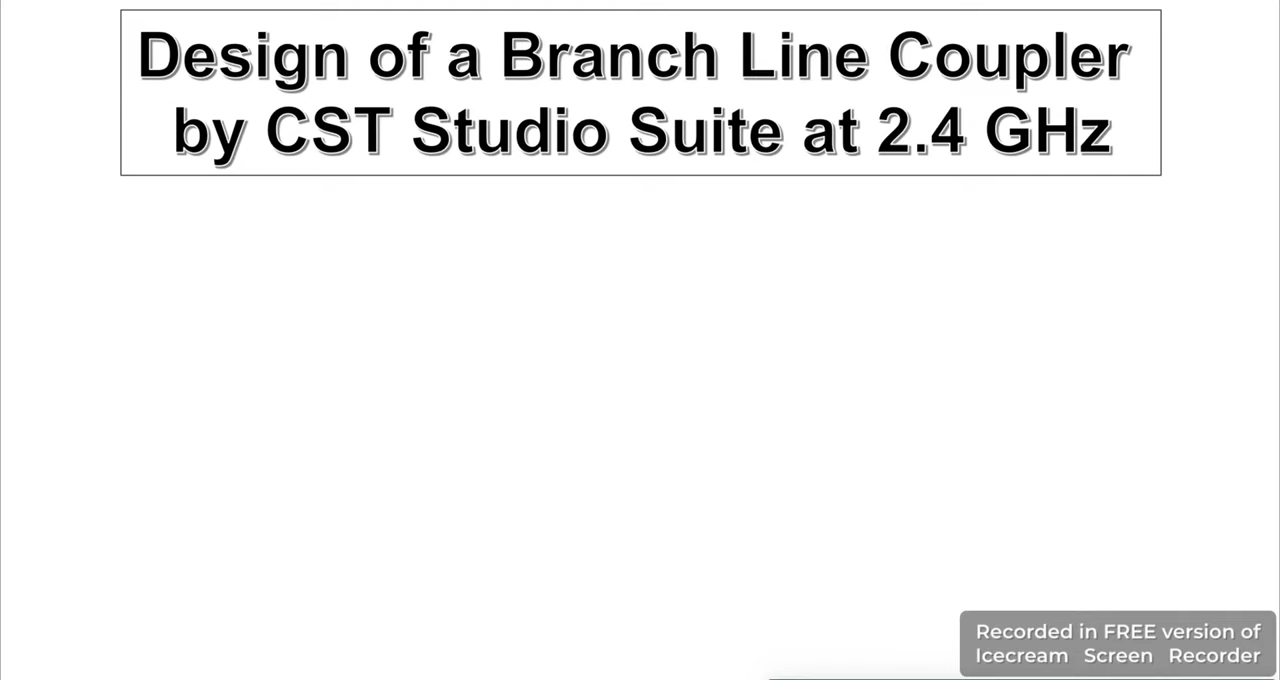 Design of a Branch Line Coupler
by CST Studio Suite at 2.4 GHz
Recorded in FREE version of
Icecream Screen Recorder